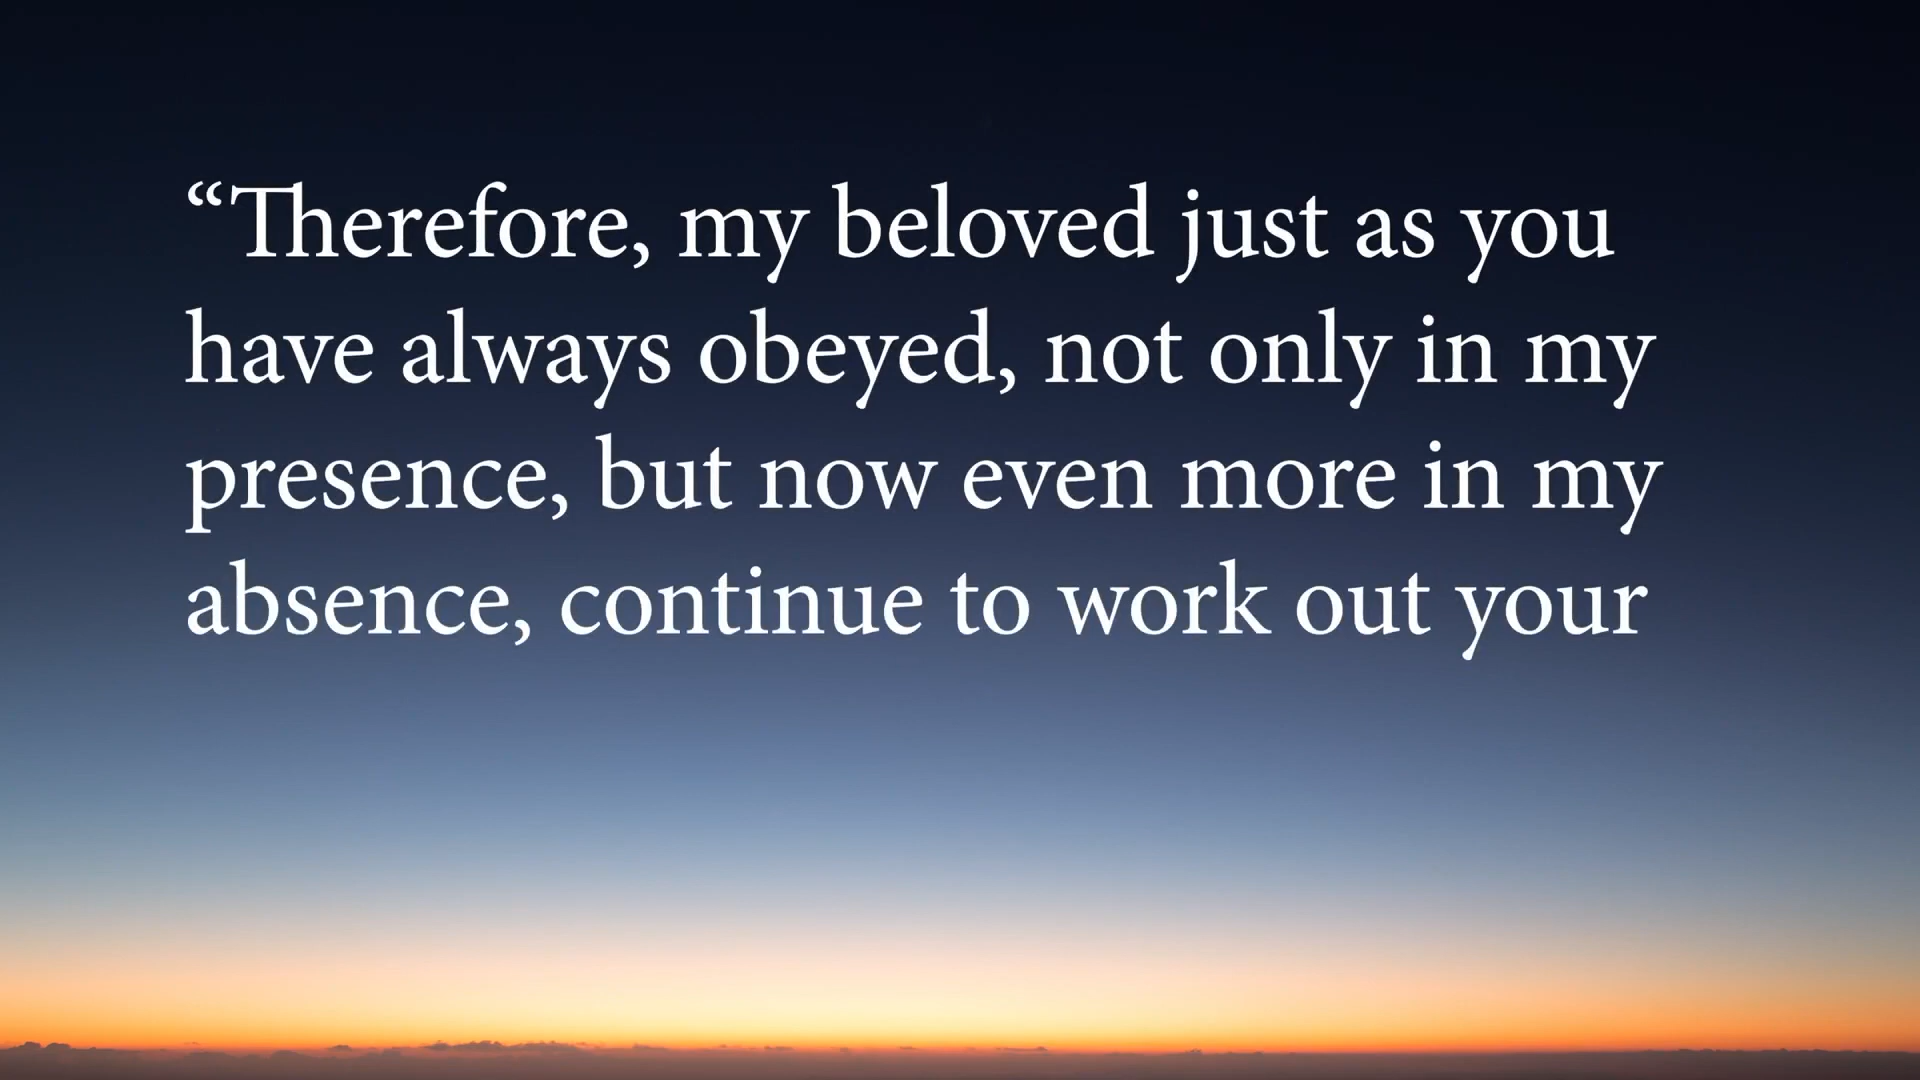 “Therefore, my beloved just as you
have always obeyed, not only in my
presence, but now even more in my
absence, continue to work out your